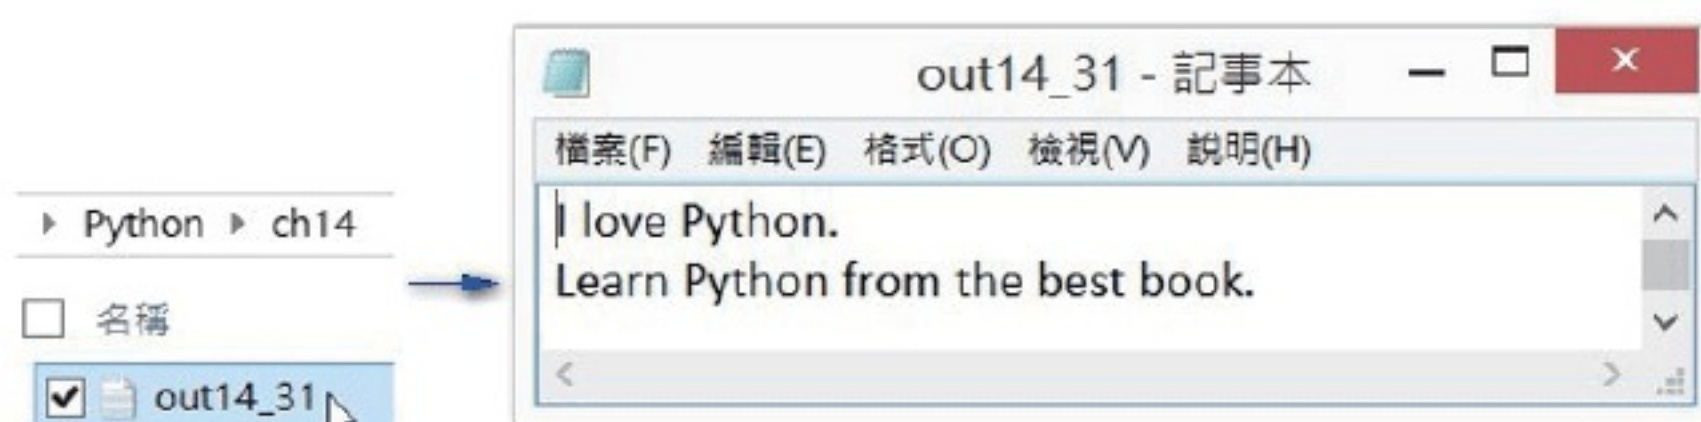 Python ch14
名稱
out14_31
out14_31 - 記事本
檔案(F) 編輯(E) 格式(O) 檢視(V) 說明(H)
I love Python.
Learn Python from the best book.